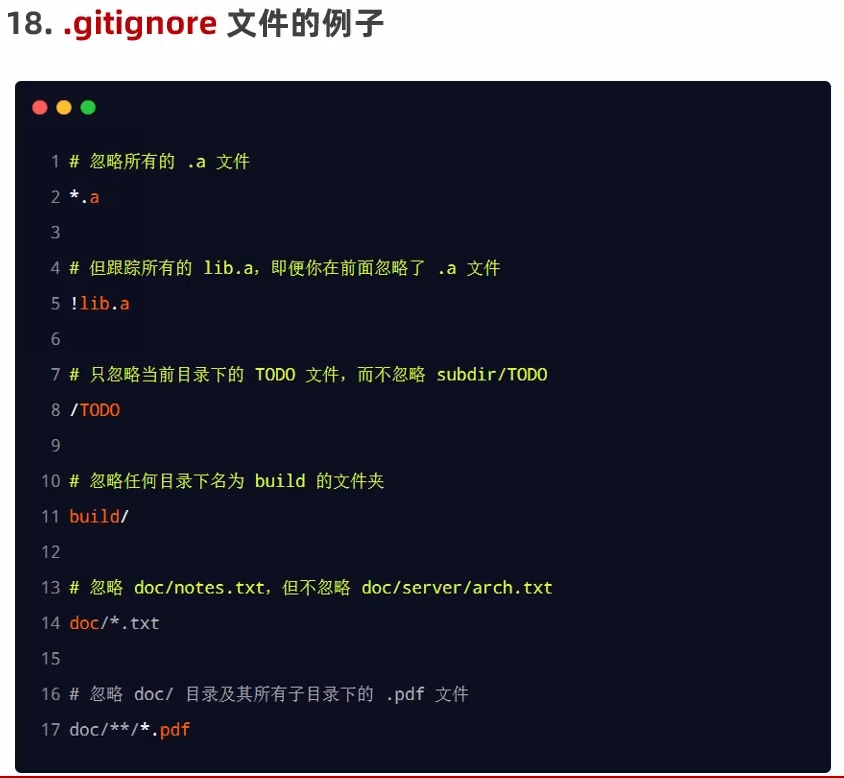 18. .gitignore 文件的例子
1 # 忽略所有的 .a 文件
2 *.a
3
4 # 但跟踪所有的 lib.a，即便你在前面忽略了 .a 文件
5 !lib.a
6
7 # 只忽略当前目录下的 TODO 文件，而不忽略 subdir/TODO
8 /TODO
9
10 # 忽略任何目录下名为 build 的文件夹
11 build/
12
13 # 忽略 doc/notes.txt，但不忽略 doc/server/arch.txt
14 doc/*.txt
15
16 # 忽略 doc/ 目录及其所有子目录下的 .pdf 文件
17 doc/**/*.pdf